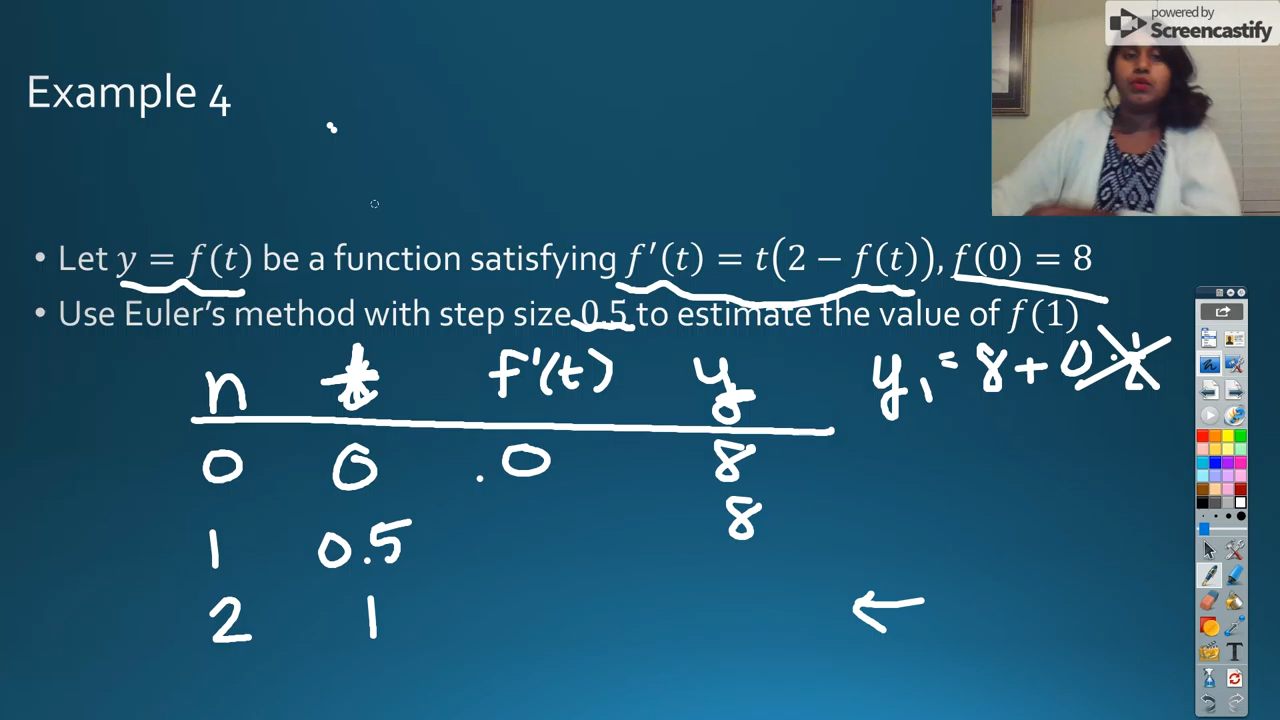 powered by
Screencastify
Example 4
• Let y = f(t) be a function satisfying f′(t) = t(2 − f(t)), f(0) = 8
• Use Euler's method with step size 0.5 to estimate the value of f(1)
n t f'(t) y y₁ = 8 + 0 · ½
0 0 .0 8
8
1 0.5
2 1 ←
T